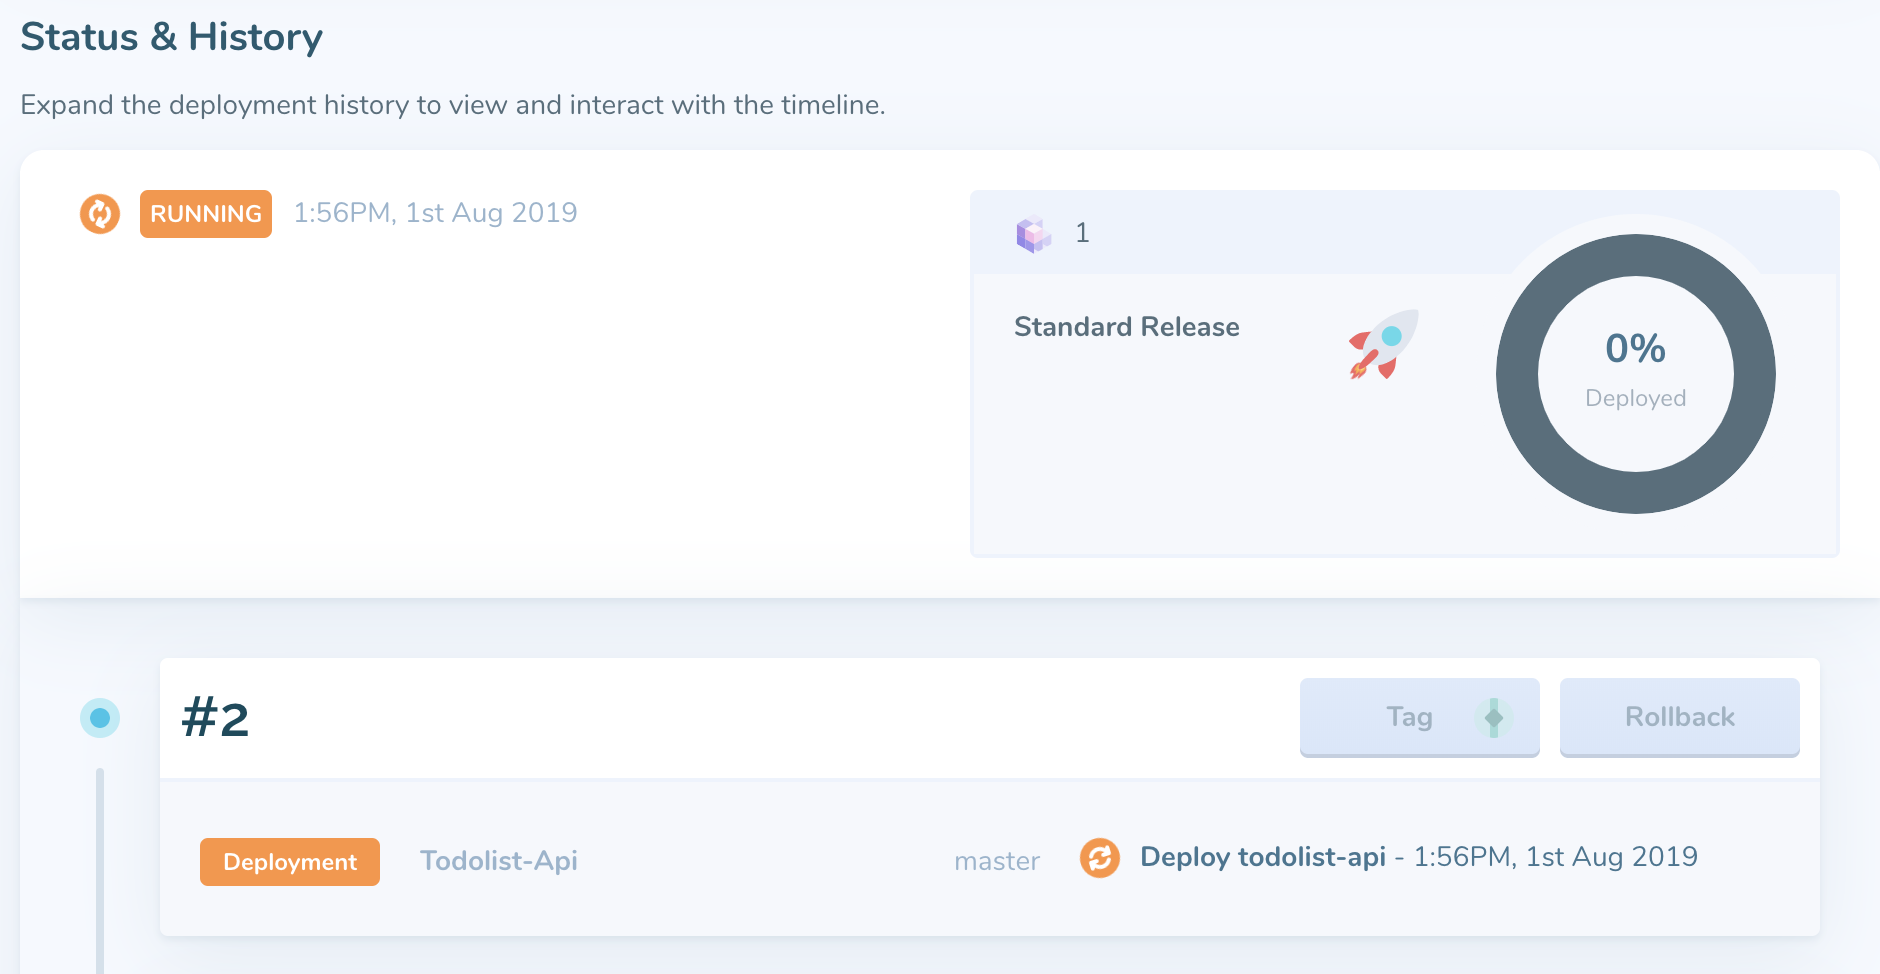 Status & History
Expand the deployment history to view and interact with the timeline.
RUNNING 1:56PM, 1st Aug 2019
1
Standard Release
0%
Deployed
#2
Tag
Rollback
Deployment Todolist-Api master Deploy todolist-api - 1:56PM, 1st Aug 2019